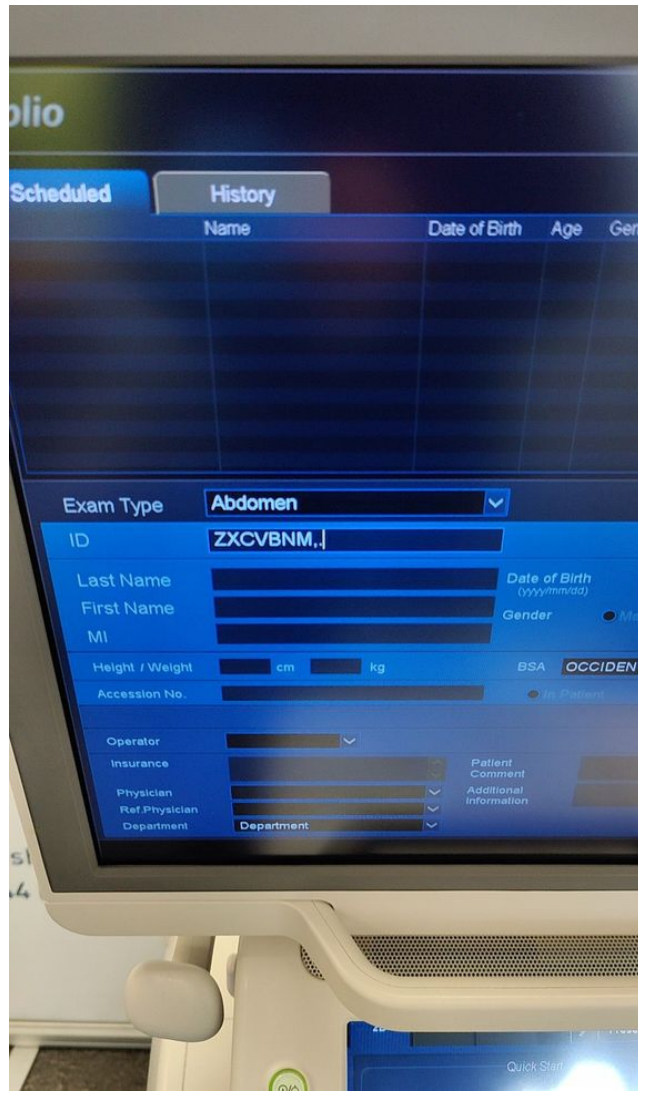 olio
Scheduled History
Name Date of Birth Age Gen
Exam Type Abdomen
ID ZXCVBNM,.
Last Name Date of Birth
(yyyy/mm/dd)
First Name Gender
MI
Height / Weight cm kg BSA OCCIDEN
Accession No. In Patient
Operator
Insurance Patient
Comment
Physician Additional
Information
Ref.Physician
Department Department
2D
Quick Start